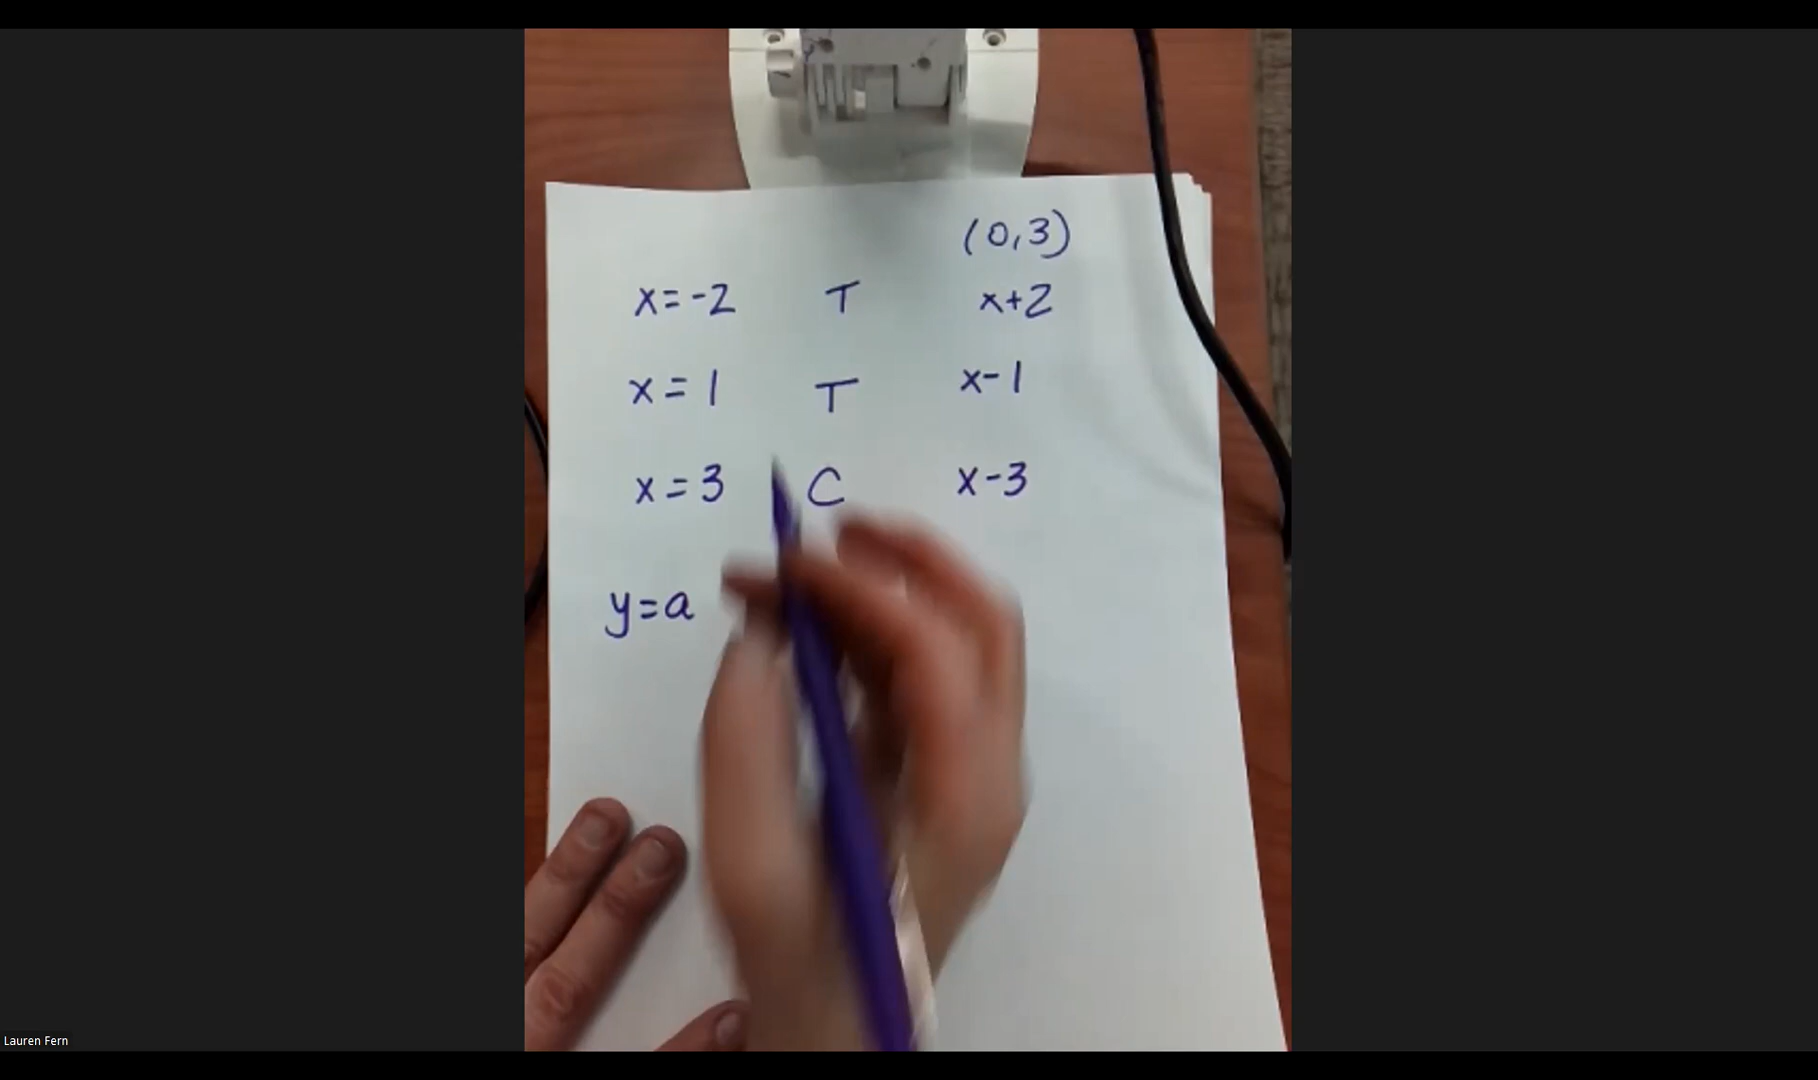 (0,3)
x=-2 T x+2
x=1 T x-1
x=3 C x-3
y=a
Lauren Fern